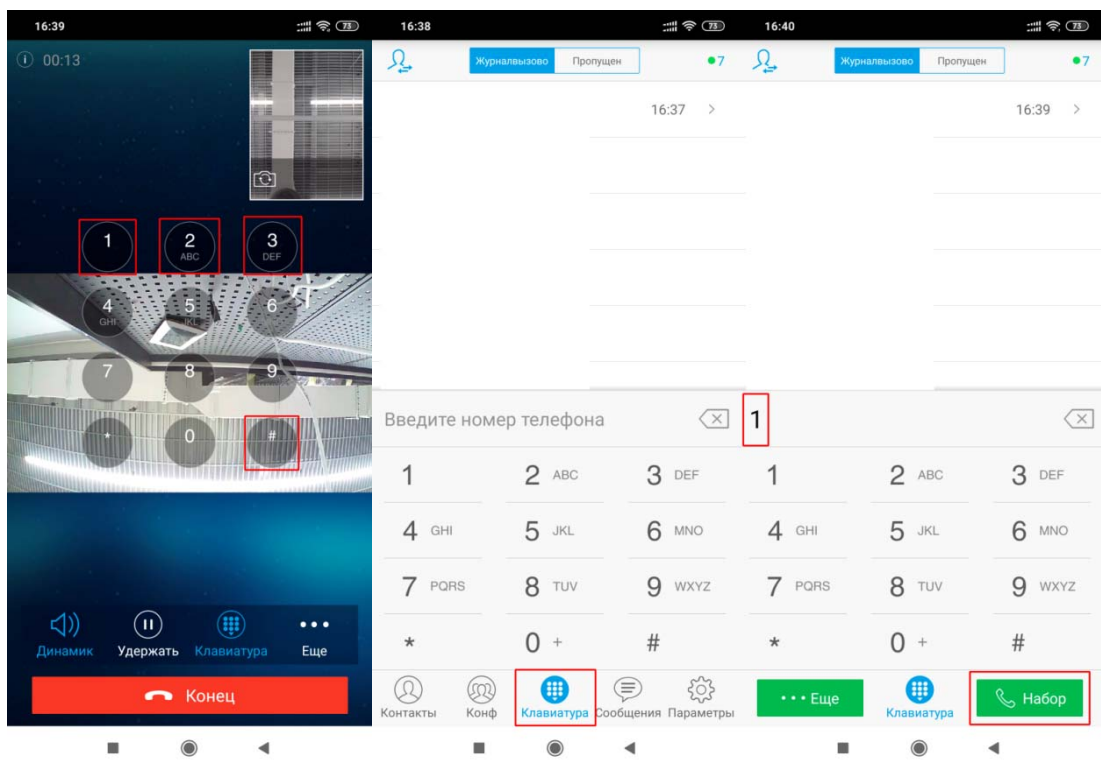 16:39
73
00:13
1
2
ABC
3
DEF
4
GHI
5
JKL
6
7
8
9
*
0
#
Динамик
Удержать
Клавиатура
Еще
Конец
16:38
73
Журналвызово
Пропущен
7
16:37
Введите номер телефона
1
2 ABC
3 DEF
4 GHI
5 JKL
6 MNO
7 PQRS
8 TUV
9 WXYZ
*
0 +
#
Контакты
Конф
Клавиатура
Сообщения
Параметры
16:40
73
Журналвызово
Пропущен
7
16:39
1
1
2 ABC
3 DEF
4 GHI
5 JKL
6 MNO
7 PQRS
8 TUV
9 WXYZ
*
0 +
#
Еще
Клавиатура
Набор